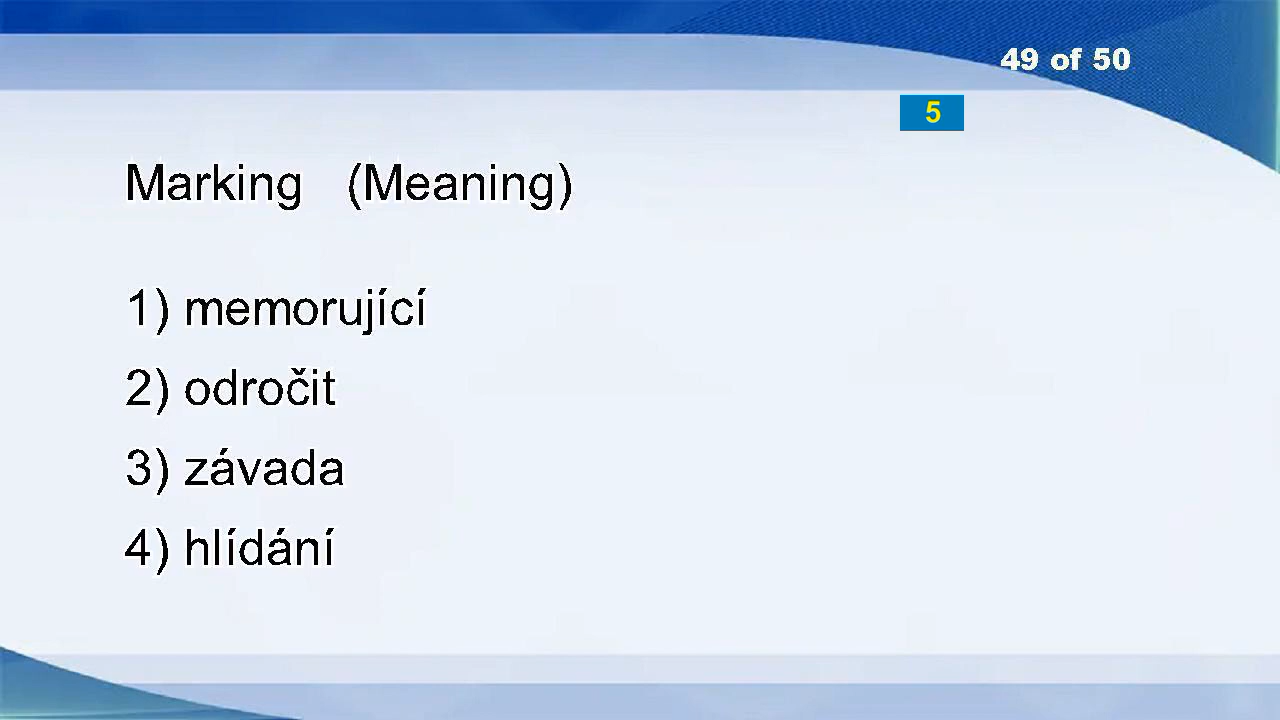 49 of 50
5
Marking (Meaning)
1) memorující
2) odročit
3) závada
4) hlídání